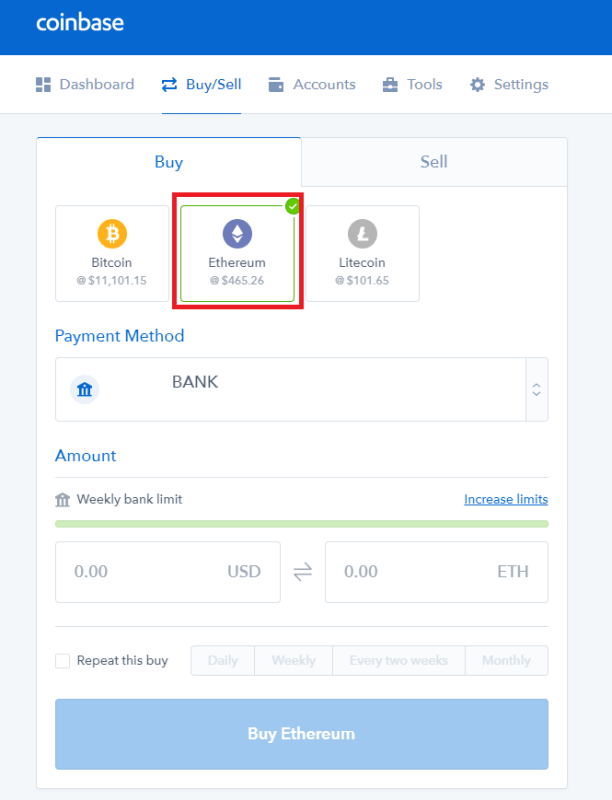 coinbase
Dashboard Buy/Sell Accounts Tools Settings
Buy Sell
Bitcoin Ethereum Litecoin
@ $11,101.15 @ $465.26 @ $101.65
Payment Method
BANK
Amount
Weekly bank limit Increase limits
0.00 USD 0.00 ETH
Repeat this buy Daily Weekly Every two weeks Monthly
Buy Ethereum